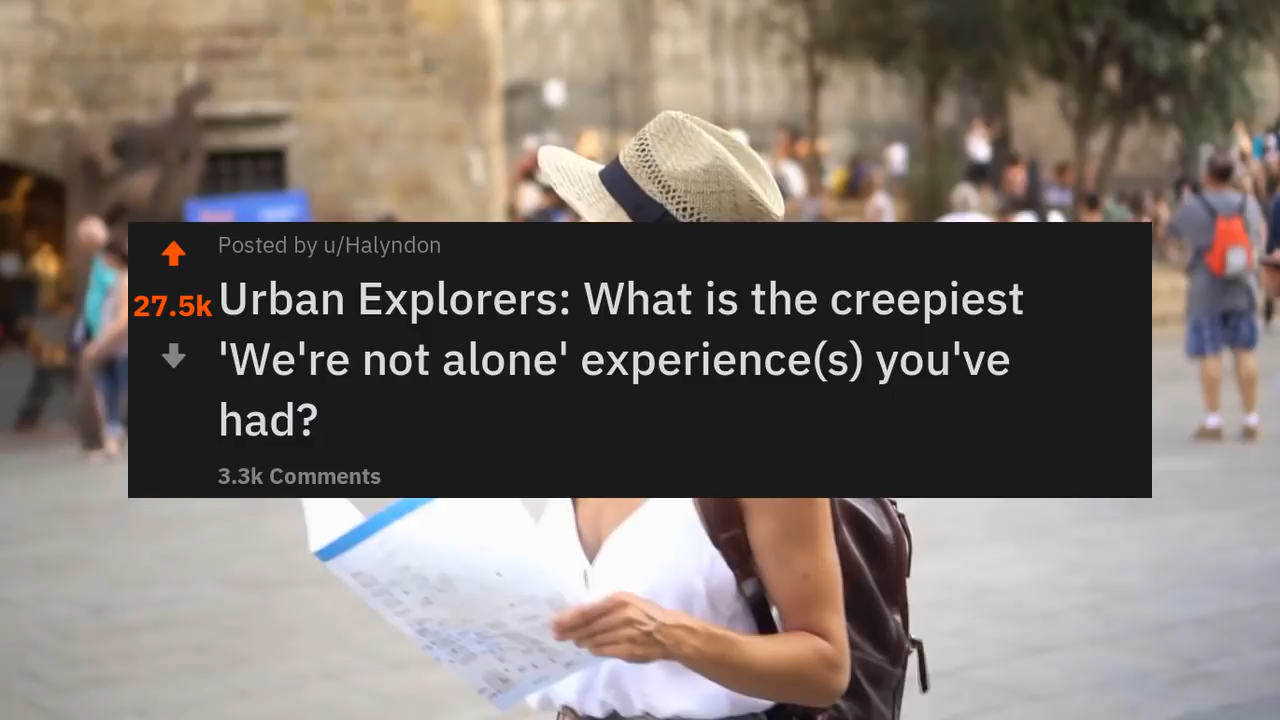 Posted by u/Halyndon
27.5k
Urban Explorers: What is the creepiest
'We're not alone' experience(s) you've
had?
3.3k Comments